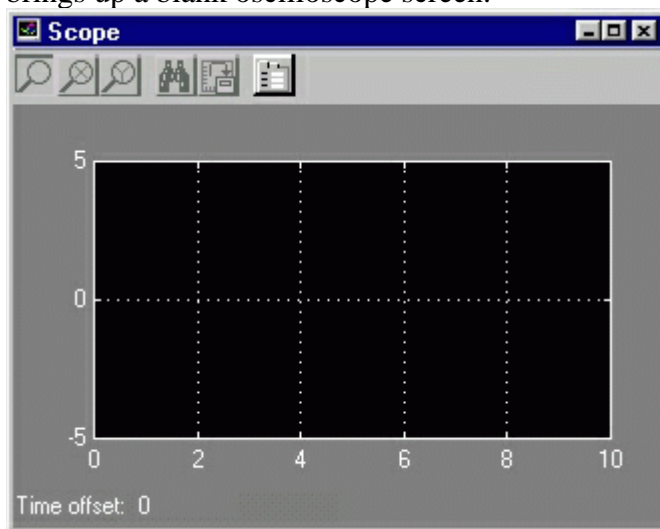 brings up a blank oscilloscope screen.
Scope
5
0
-5
0 2 4 6 8 10
Time offset: 0